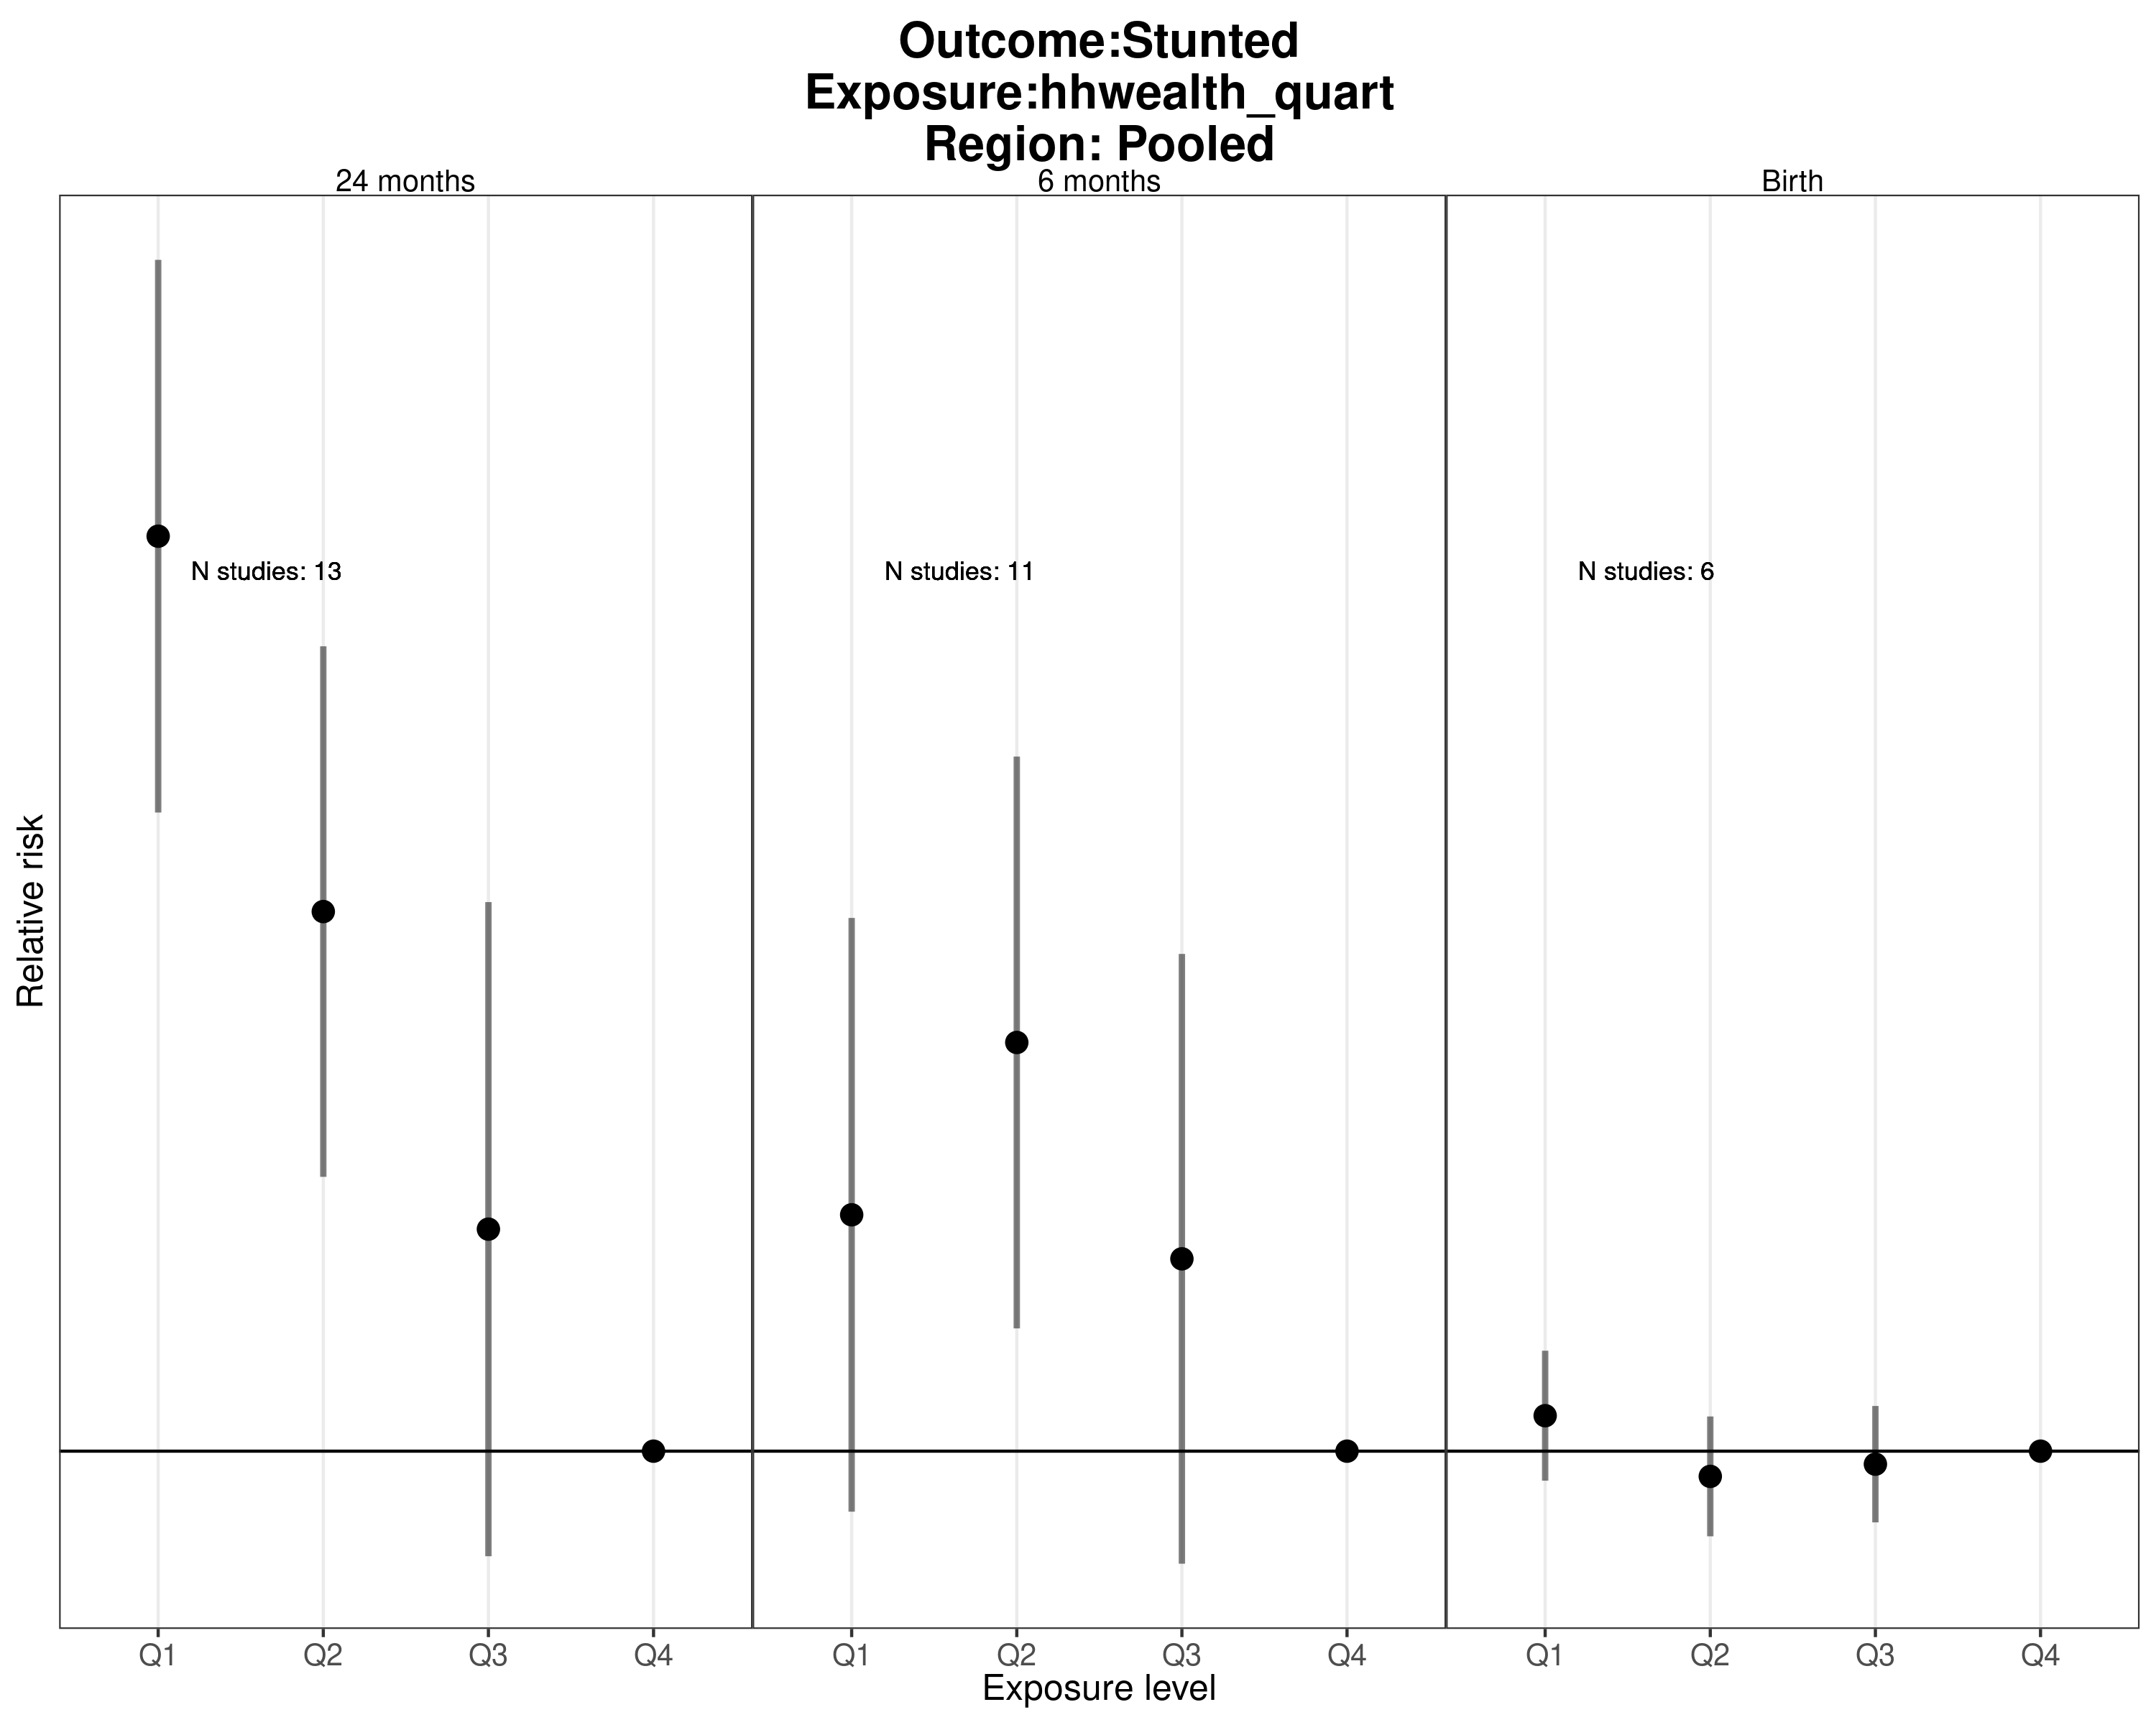 Outcome:Stunted
Exposure:hhwealth_quart
Region: Pooled
24 months
6 months
Birth
N studies: 13
N studies: 11
N studies: 6
Relative risk
Q1 Q2 Q3 Q4
Q1 Q2 Q3 Q4
Q1 Q2 Q3 Q4
Exposure level